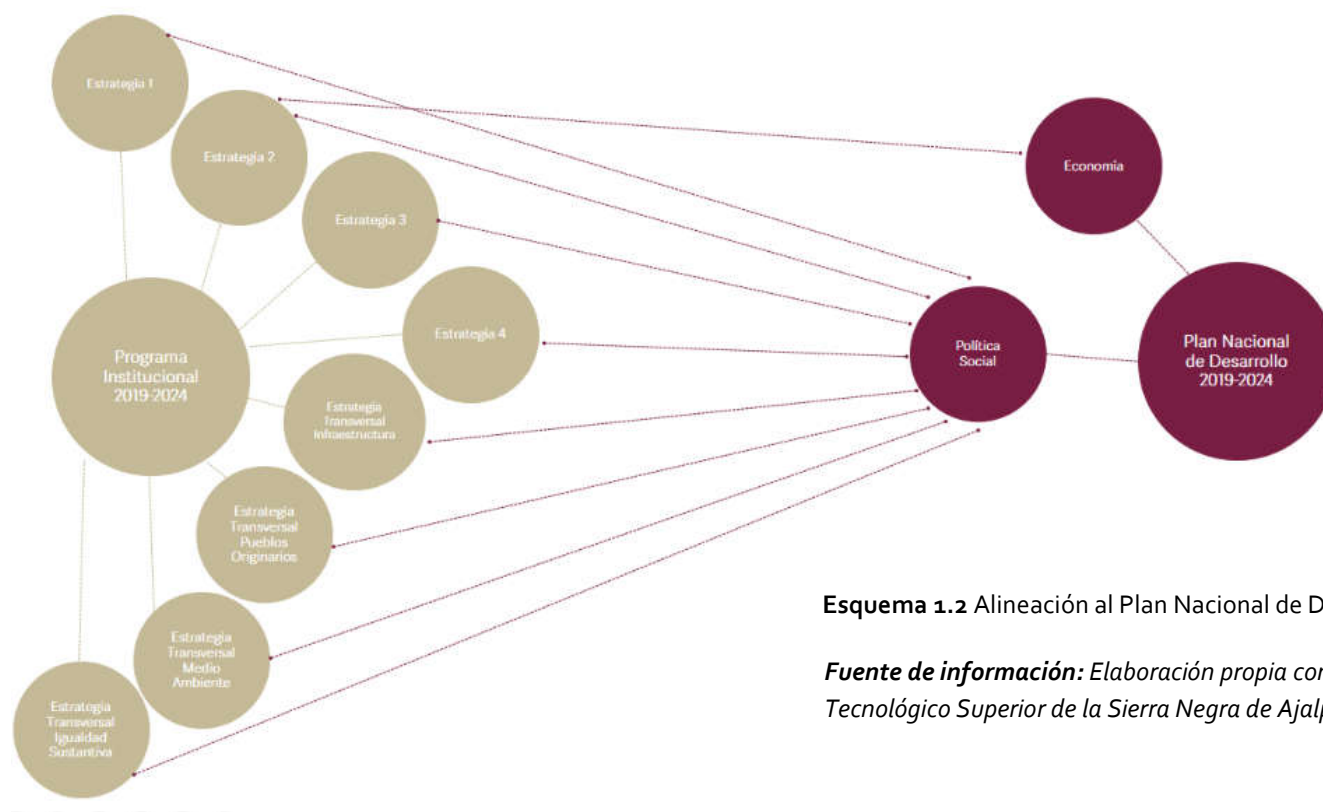 Estrategia 1
Estrategia 2
Estrategia 3
Estrategia 4
Programa
Institucional
2019-2024
Estrategia
Transversal
Infraestructura
Estrategia
Transversal
Pueblos
Originarios
Estrategia
Transversal
Medio
Ambiente
Estrategia
Transversal
Igualdad
Sustantiva
Economía
Política
Social
Plan Nacional
de Desarrollo
2019-2024
Esquema 1.2 Alineación al Plan Nacional de D
Fuente de información: Elaboración propia con
Tecnológico Superior de la Sierra Negra de Ajalp